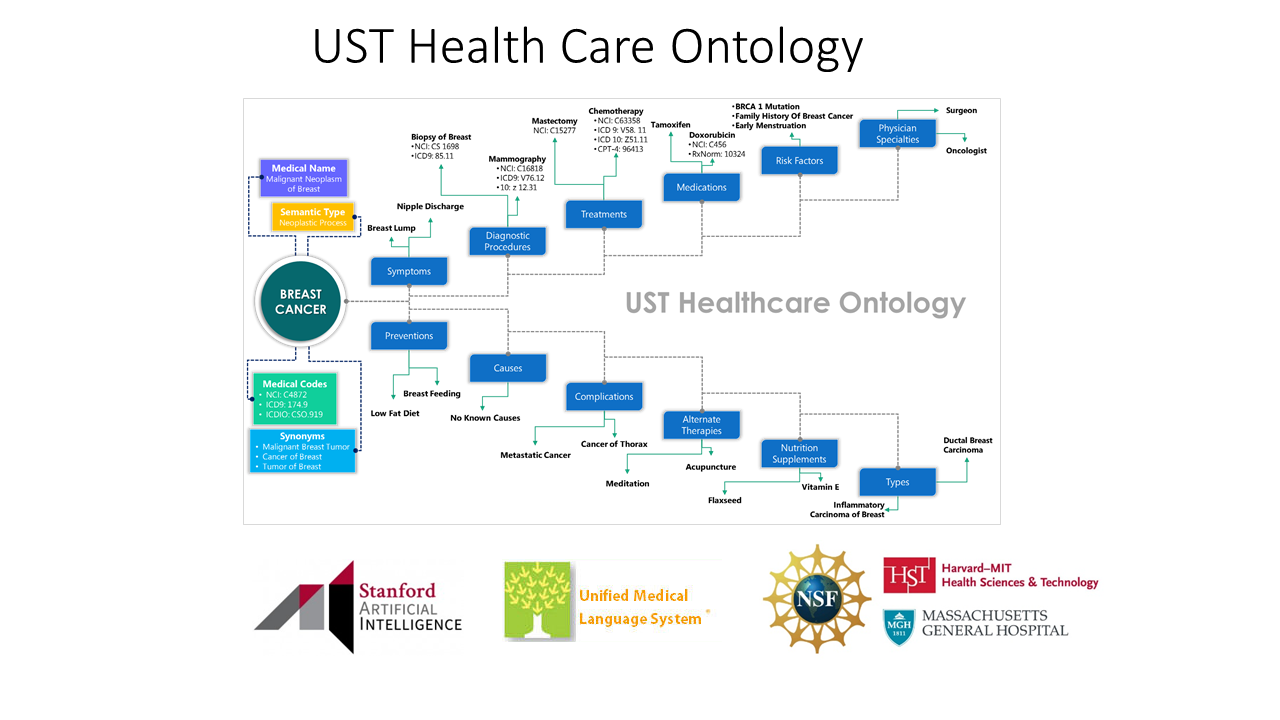 UST Health Care Ontology
Medical Name
Malignant Neoplasm
of Breast
Semantic Type
Neoplastic Process
BREAST
CANCER
Medical Codes
• NCI: C4872
• ICD9: 174.9
• ICDIO: CSO.919
Synonyms
• Malignant Breast Tumor
• Cancer of Breast
• Tumor of Breast
Breast Lump
Nipple Discharge
Symptoms
Biopsy of Breast
•NCI: CS 1698
•ICD9: 85.11
Mammography
•NCI: C16818
•ICD9: V76.12
•10: z 12.31
Diagnostic
Procedures
Mastectomy
NCI: C15277
Chemotherapy
•NCI: C63358
•ICD 9: V58. 11
•ICD 10: Z51.11
•CPT-4: 96413
Treatments
Tamoxifen
Doxorubicin
•NCI: C456
•RxNorm: 10324
Medications
•BRCA 1 Mutation
•Family History Of Breast Cancer
•Early Menstruation
Risk Factors
Physician
Specialties
Surgeon
Oncologist
UST Healthcare Ontology
Preventions
Low Fat Diet
Breast Feeding
Causes
No Known Causes
Complications
Metastatic Cancer
Cancer of Thorax
Alternate
Therapies
Meditation
Acupuncture
Nutrition
Supplements
Flaxseed
Vitamin E
Types
Inflammatory
Carcinoma of Breast
Ductal Breast
Carcinoma
Stanford
ARTIFICIAL
INTELLIGENCE
Unified Medical
Language System®
NSF
HST
Harvard–MIT
Health Sciences & Technology
MGH
1811
MASSACHUSETTS
GENERAL HOSPITAL